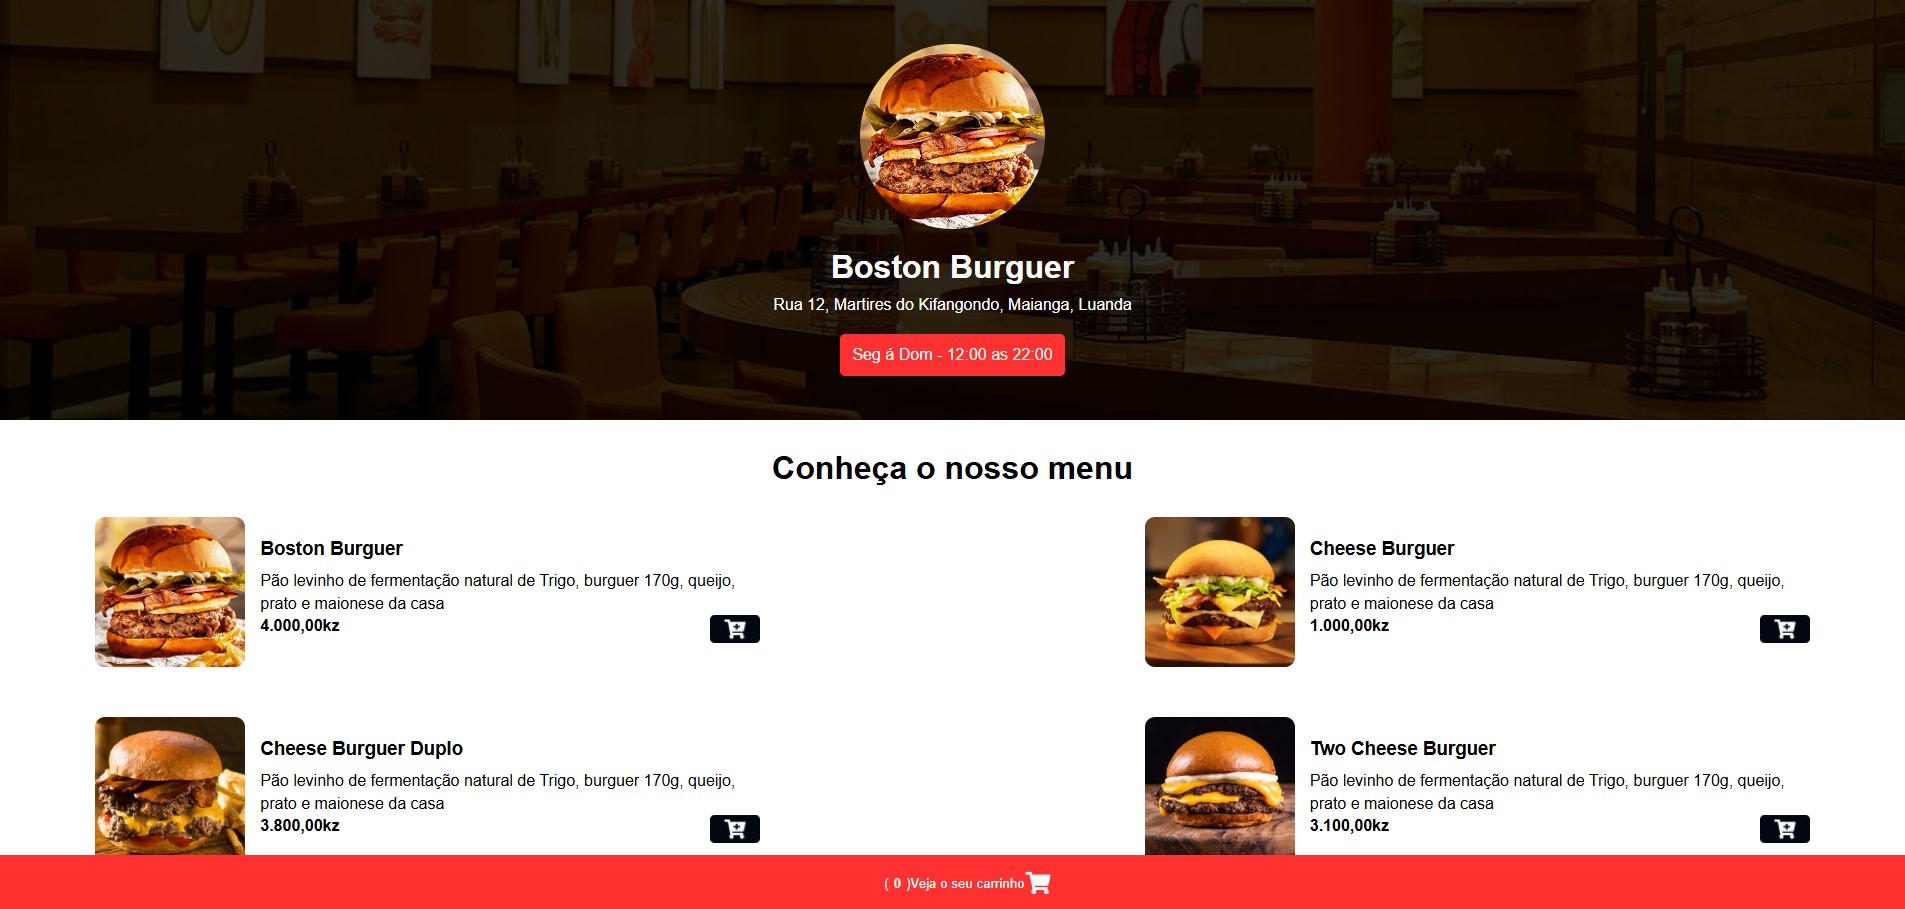 Boston Burguer
Rua 12, Martires do Kifangondo, Maianga, Luanda
Seg á Dom - 12:00 as 22:00
Conheça o nosso menu
Boston Burguer
Pão levinho de fermentação natural de Trigo, burguer 170g, queijo,
prato e maionese da casa
4.000,00kz
Cheese Burguer
Pão levinho de fermentação natural de Trigo, burguer 170g, queijo,
prato e maionese da casa
1.000,00kz
Cheese Burguer Duplo
Pão levinho de fermentação natural de Trigo, burguer 170g, queijo,
prato e maionese da casa
3.800,00kz
Two Cheese Burguer
Pão levinho de fermentação natural de Trigo, burguer 170g, queijo,
prato e maionese da casa
3.100,00kz
( 0 )Veja o seu carrinho